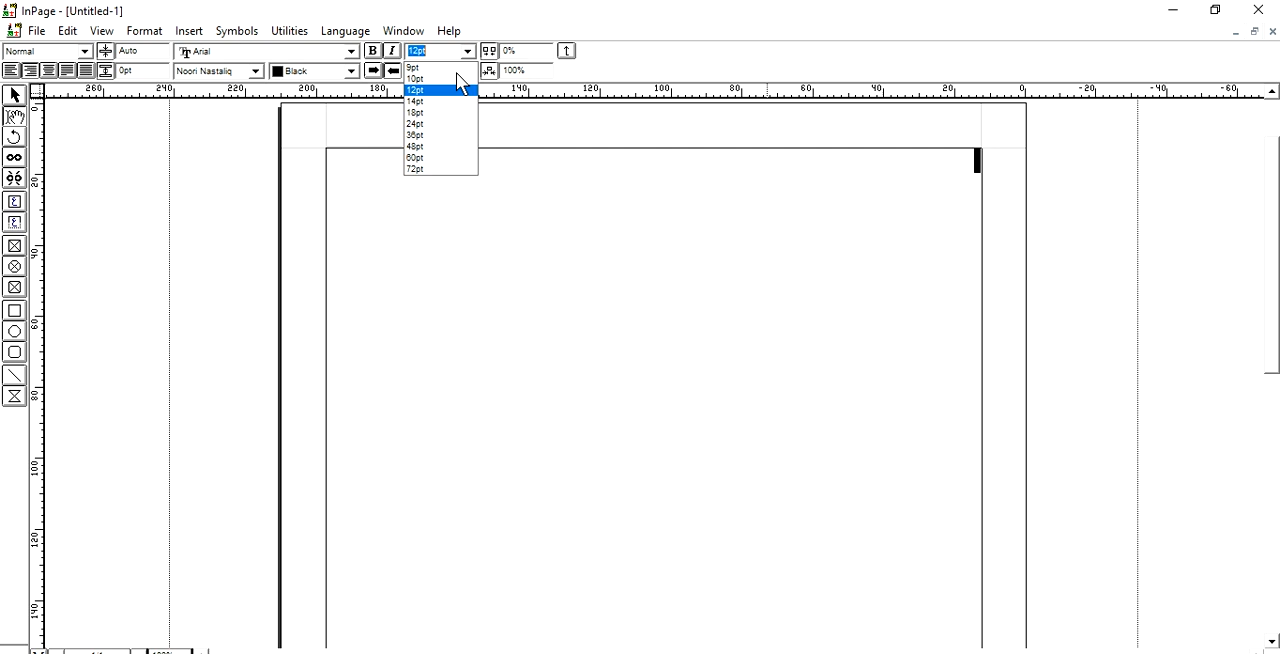 InPage - [Untitled-1]
File Edit View Format Insert Symbols Utilities Language Window Help
Normal Auto Arial B I 12pt 0%
0pt Noori Nastaliq Black 100%
9pt
10pt
12pt
14pt
18pt
24pt
36pt
48pt
60pt
72pt
260 240 220 200 180 140 120 100 80 60 40 20 0 -20 -40 -60
0
20
40
60
80
100
120
140